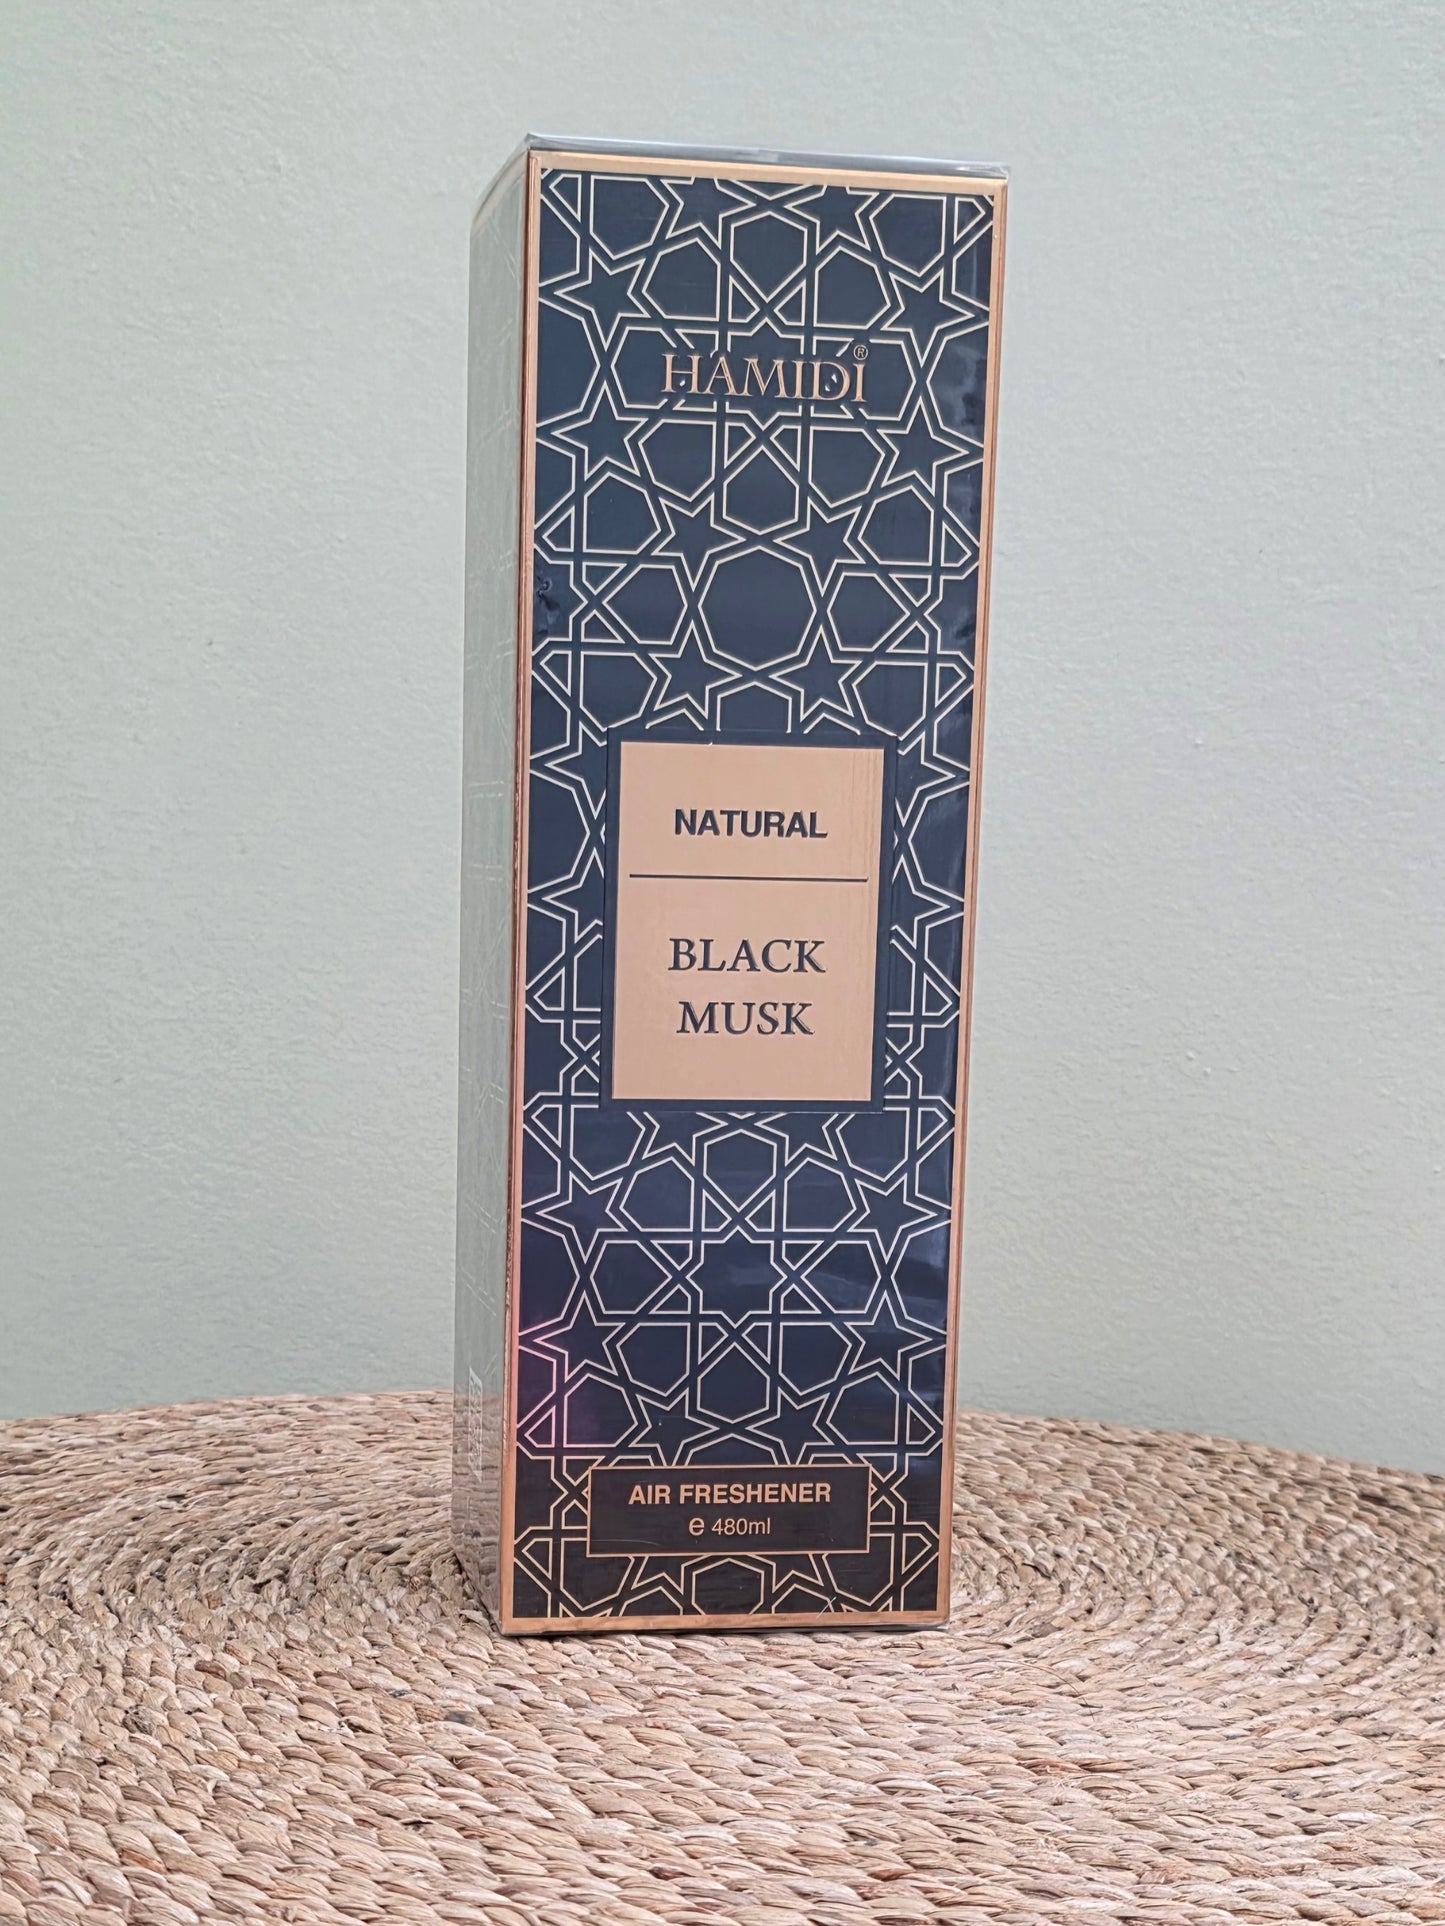 HAMIDI®
NATURAL
BLACK
MUSK
AIR FRESHENER
e 480ml